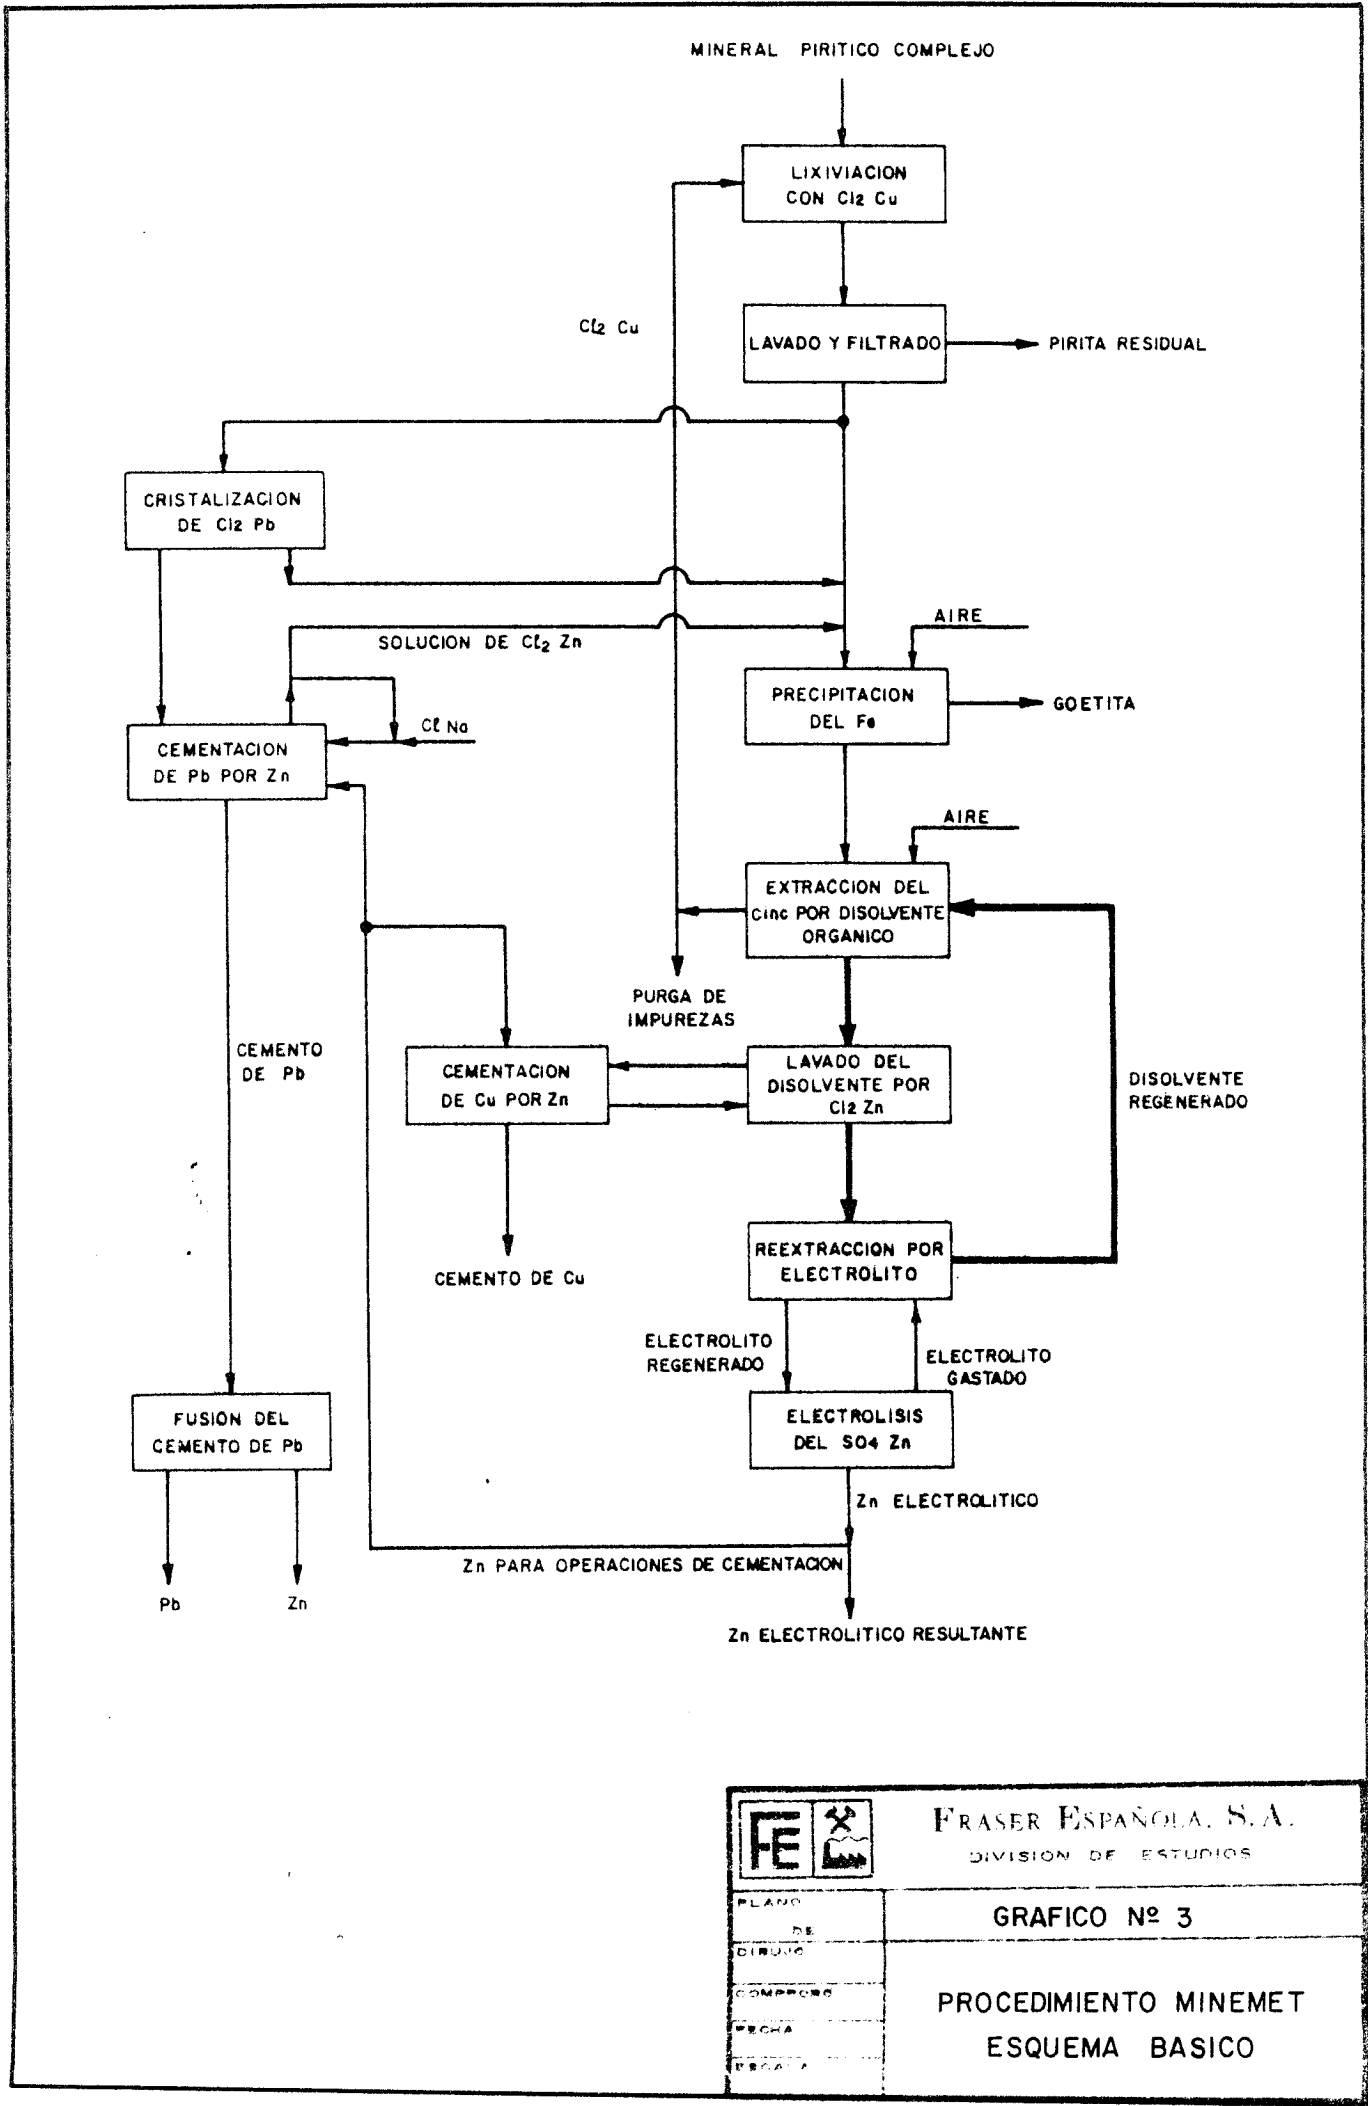 MINERAL PIRITICO COMPLEJO
LIXIVIACION
CON Cl2 Cu
Cl2 Cu
LAVADO Y FILTRADO
PIRITA RESIDUAL
CRISTALIZACION
DE Cl2 Pb
AIRE
SOLUCION DE Cl2 Zn
PRECIPITACION
DEL Fe
GOETITA
Cl Na
CEMENTACION
DE Pb POR Zn
AIRE
EXTRACCION DEL
cinc POR DISOLVENTE
ORGANICO
PURGA DE
IMPUREZAS
CEMENTO
DE Pb
CEMENTACION
DE Cu POR Zn
LAVADO DEL
DISOLVENTE POR
Cl2 Zn
DISOLVENTE
REGENERADO
REEXTRACCION POR
ELECTROLITO
CEMENTO DE Cu
ELECTROLITO
REGENERADO
ELECTROLITO
GASTADO
FUSION DEL
CEMENTO DE Pb
ELECTROLISIS
DEL SO4 Zn
Zn ELECTROLITICO
Zn PARA OPERACIONES DE CEMENTACION
Pb
Zn
Zn ELECTROLITICO RESULTANTE
FE
FRASER ESPAÑOLA, S.A.
DIVISION DE ESTUDIOS
PLANO
DE
GRAFICO Nº 3
DIBUJO
COMPROBO
FECHA
ESCALA
PROCEDIMIENTO MINEMET
ESQUEMA BASICO